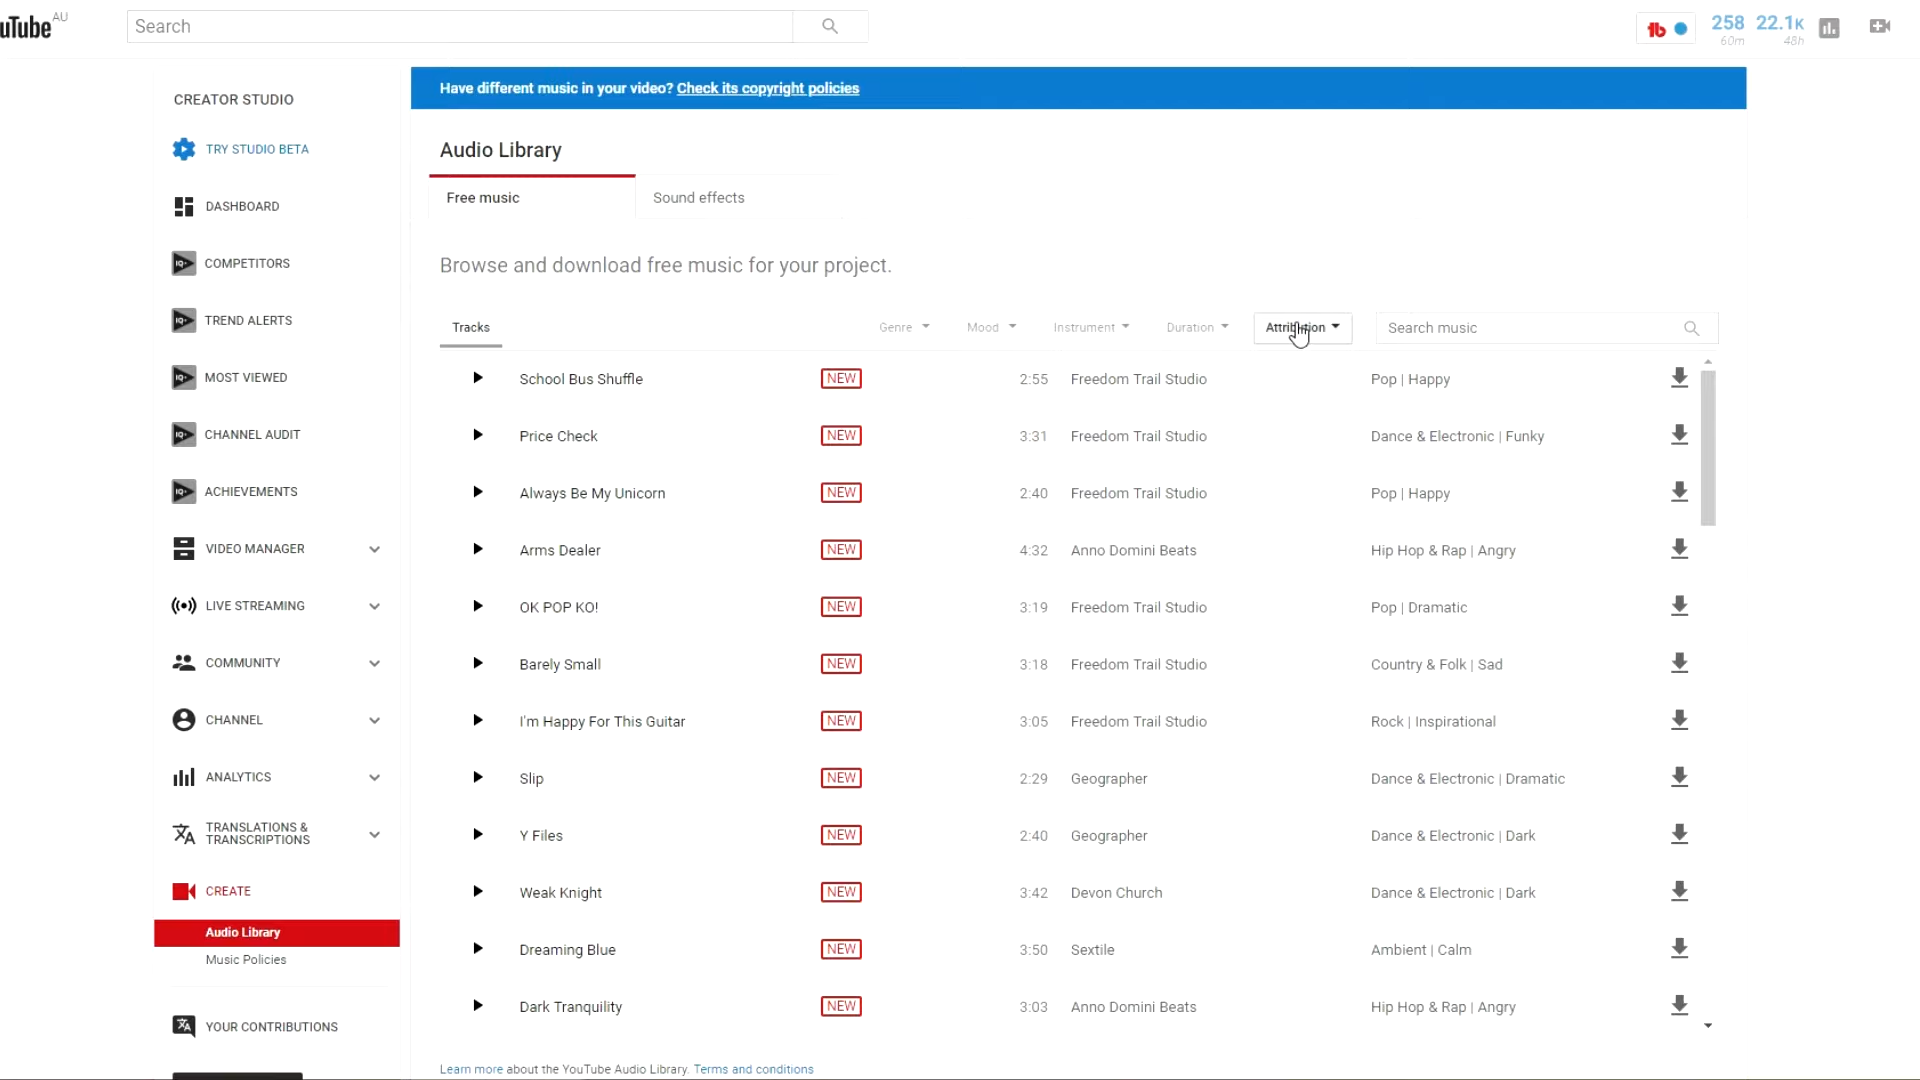 uTube AU
Search
258 22.1K
60m 48h
CREATOR STUDIO
TRY STUDIO BETA
DASHBOARD
COMPETITORS
TREND ALERTS
MOST VIEWED
CHANNEL AUDIT
ACHIEVEMENTS
VIDEO MANAGER
LIVE STREAMING
COMMUNITY
CHANNEL
ANALYTICS
TRANSLATIONS &
TRANSCRIPTIONS
CREATE
Audio Library
Music Policies
YOUR CONTRIBUTIONS
Have different music in your video? Check its copyright policies
Audio Library
Free music Sound effects
Browse and download free music for your project.
Tracks Genre Mood Instrument Duration Attribution Search music
School Bus Shuffle NEW 2:55 Freedom Trail Studio Pop | Happy
Price Check NEW 3:31 Freedom Trail Studio Dance & Electronic | Funky
Always Be My Unicorn NEW 2:40 Freedom Trail Studio Pop | Happy
Arms Dealer NEW 4:32 Anno Domini Beats Hip Hop & Rap | Angry
OK POP KO! NEW 3:19 Freedom Trail Studio Pop | Dramatic
Barely Small NEW 3:18 Freedom Trail Studio Country & Folk | Sad
I'm Happy For This Guitar NEW 3:05 Freedom Trail Studio Rock | Inspirational
Slip NEW 2:29 Geographer Dance & Electronic | Dramatic
Y Files NEW 2:40 Geographer Dance & Electronic | Dark
Weak Knight NEW 3:42 Devon Church Dance & Electronic | Dark
Dreaming Blue NEW 3:50 Sextile Ambient | Calm
Dark Tranquility NEW 3:03 Anno Domini Beats Hip Hop & Rap | Angry
Learn more about the YouTube Audio Library. Terms and conditions